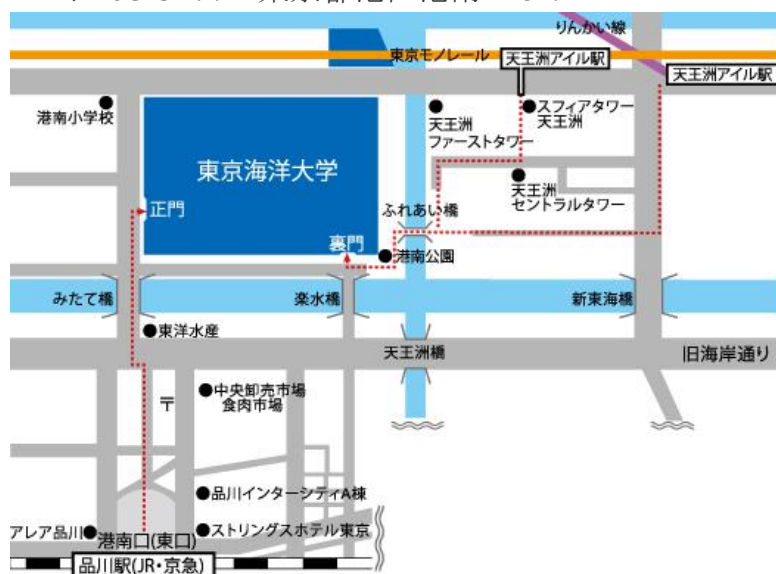 りんかい線
東京モノレール
天王洲アイル駅
天王洲アイル駅
港南小学校
天王洲
ファーストタワー
スフィアタワー
天王洲
東京海洋大学
正門
天王洲
セントラルタワー
ふれあい橋
裏門
港南公園
みたて橋
楽水橋
新東海橋
東洋水産
天王洲橋
旧海岸通り
〒
中央卸売市場
食肉市場
品川インターシティA棟
アレア品川
港南口(東口)
ストリングスホテル東京
品川駅(JR・京急)